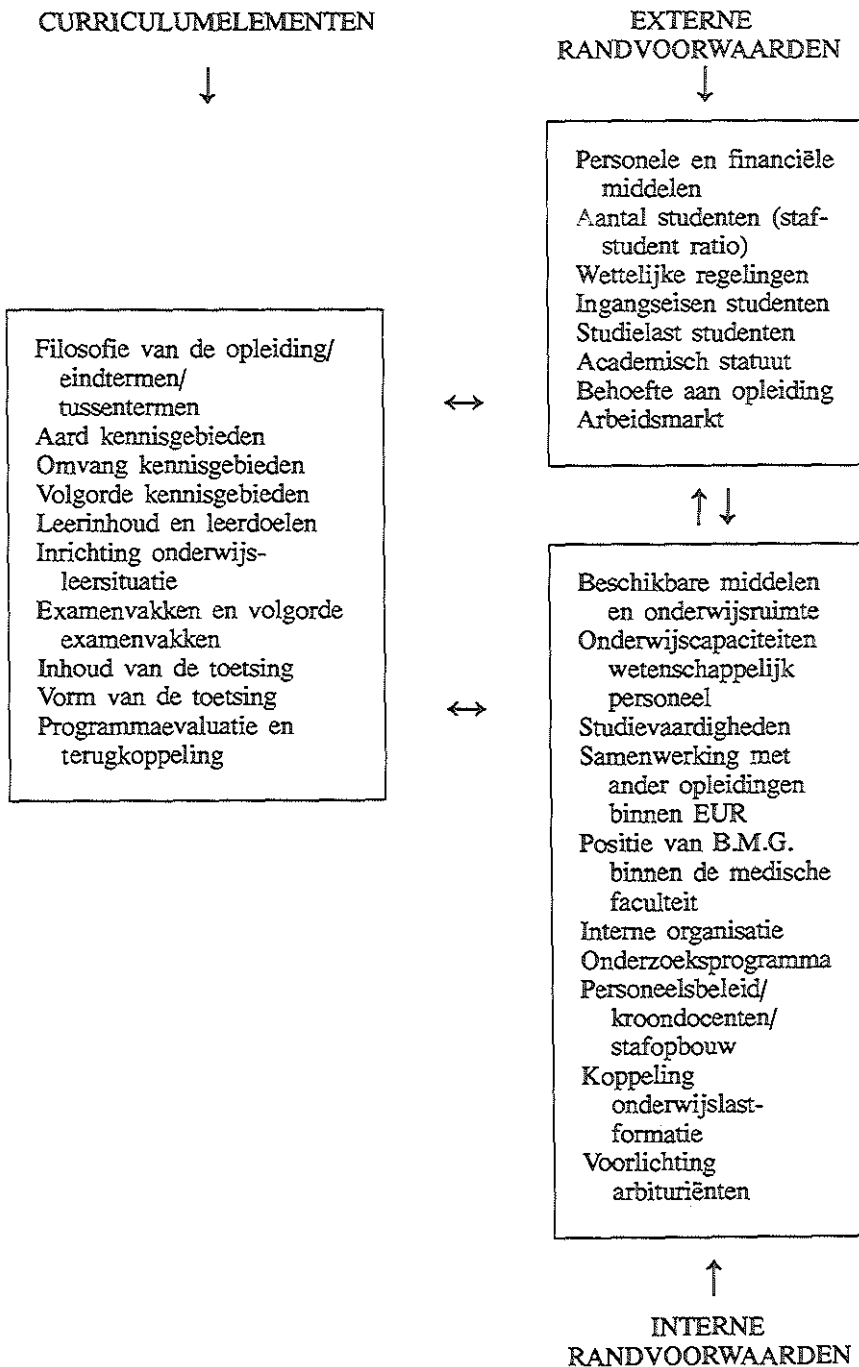 CURRICULUMELEMENTEN
↓
EXTERNE
RANDVOORWAARDEN
↓
Personele en financiële
middelen
Aantal studenten (staf-
student ratio)
Wettelijke regelingen
Ingangseisen studenten
Studielast studenten
Academisch statuut
Behoefte aan opleiding
Arbeidsmarkt
Filosofie van de opleiding/
eindtermen/
tussentermen
Aard kennisgebieden
Omvang kennisgebieden
Volgorde kennisgebieden
Leerinhoud en leerdoelen
Inrichting onderwijs-
leersituatie
Examenvakken en volgorde
examenvakken
Inhoud van de toetsing
Vorm van de toetsing
Programmaevaluatie en
terugkoppeling
↔
↔
↑↓
Beschikbare middelen
en onderwijsruimte
Onderwijscapaciteiten
wetenschappelijk
personeel
Studievaardigheden
Samenwerking met
ander opleidingen
binnen EUR
Positie van B.M.G.
binnen de medische
faculteit
Interne organisatie
Onderzoeksprogramma
Personeelsbeleid/
kroondocenten/
stafopbouw
Koppeling
onderwijslast-
formatie
Voorlichting
arbituriënten
↑
INTERNE
RANDVOORWAARDEN